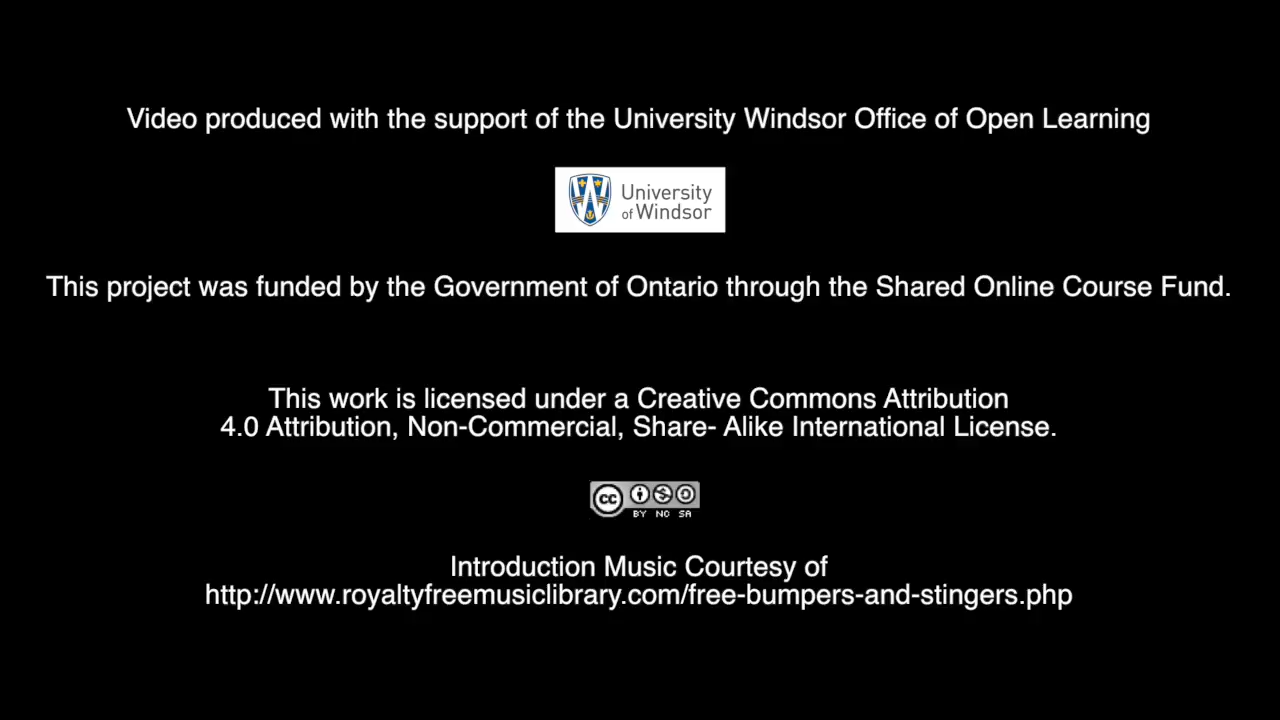 Video produced with the support of the University Windsor Office of Open Learning
University
of Windsor
This project was funded by the Government of Ontario through the Shared Online Course Fund.
This work is licensed under a Creative Commons Attribution
4.0 Attribution, Non-Commercial, Share- Alike International License.
cc
BY NC SA
Introduction Music Courtesy of
http://www.royaltyfreemusiclibrary.com/free-bumpers-and-stingers.php